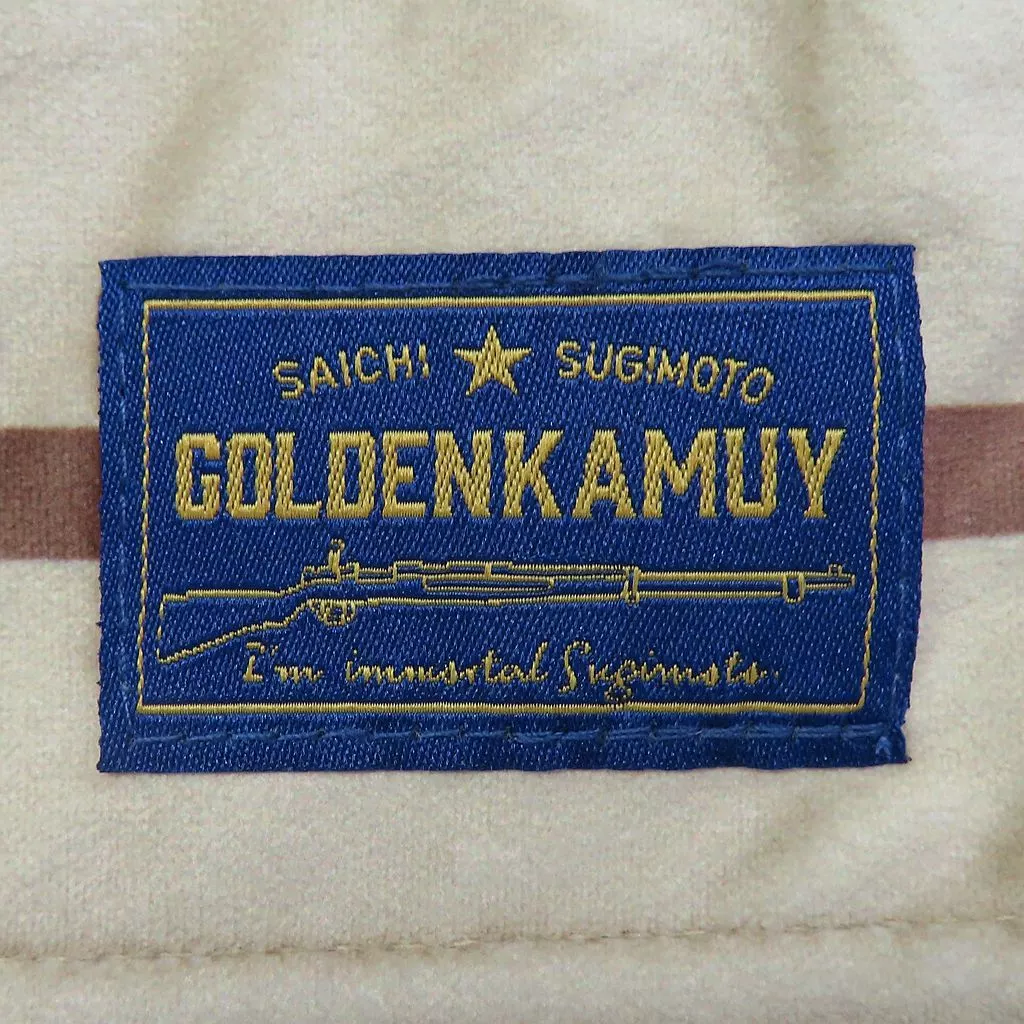 SAICHI ★ SUGIMOTO
GOLDENKAMUY
I'm immortal Sugimoto.